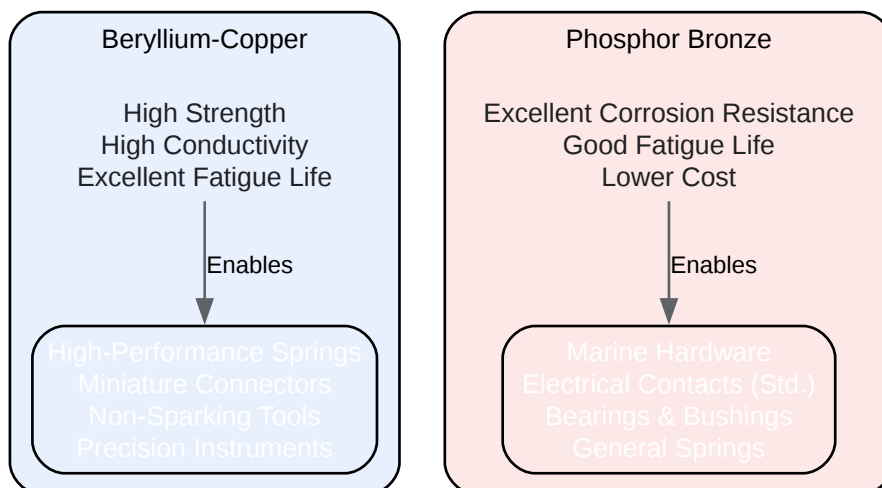 Beryllium-Copper
High Strength
High Conductivity
Excellent Fatigue Life
Enables
High-Performance Springs
Miniature Connectors
Non-Sparking Tools
Precision Instruments
Phosphor Bronze
Excellent Corrosion Resistance
Good Fatigue Life
Lower Cost
Enables
Marine Hardware
Electrical Contacts (Std.)
Bearings & Bushings
General Springs